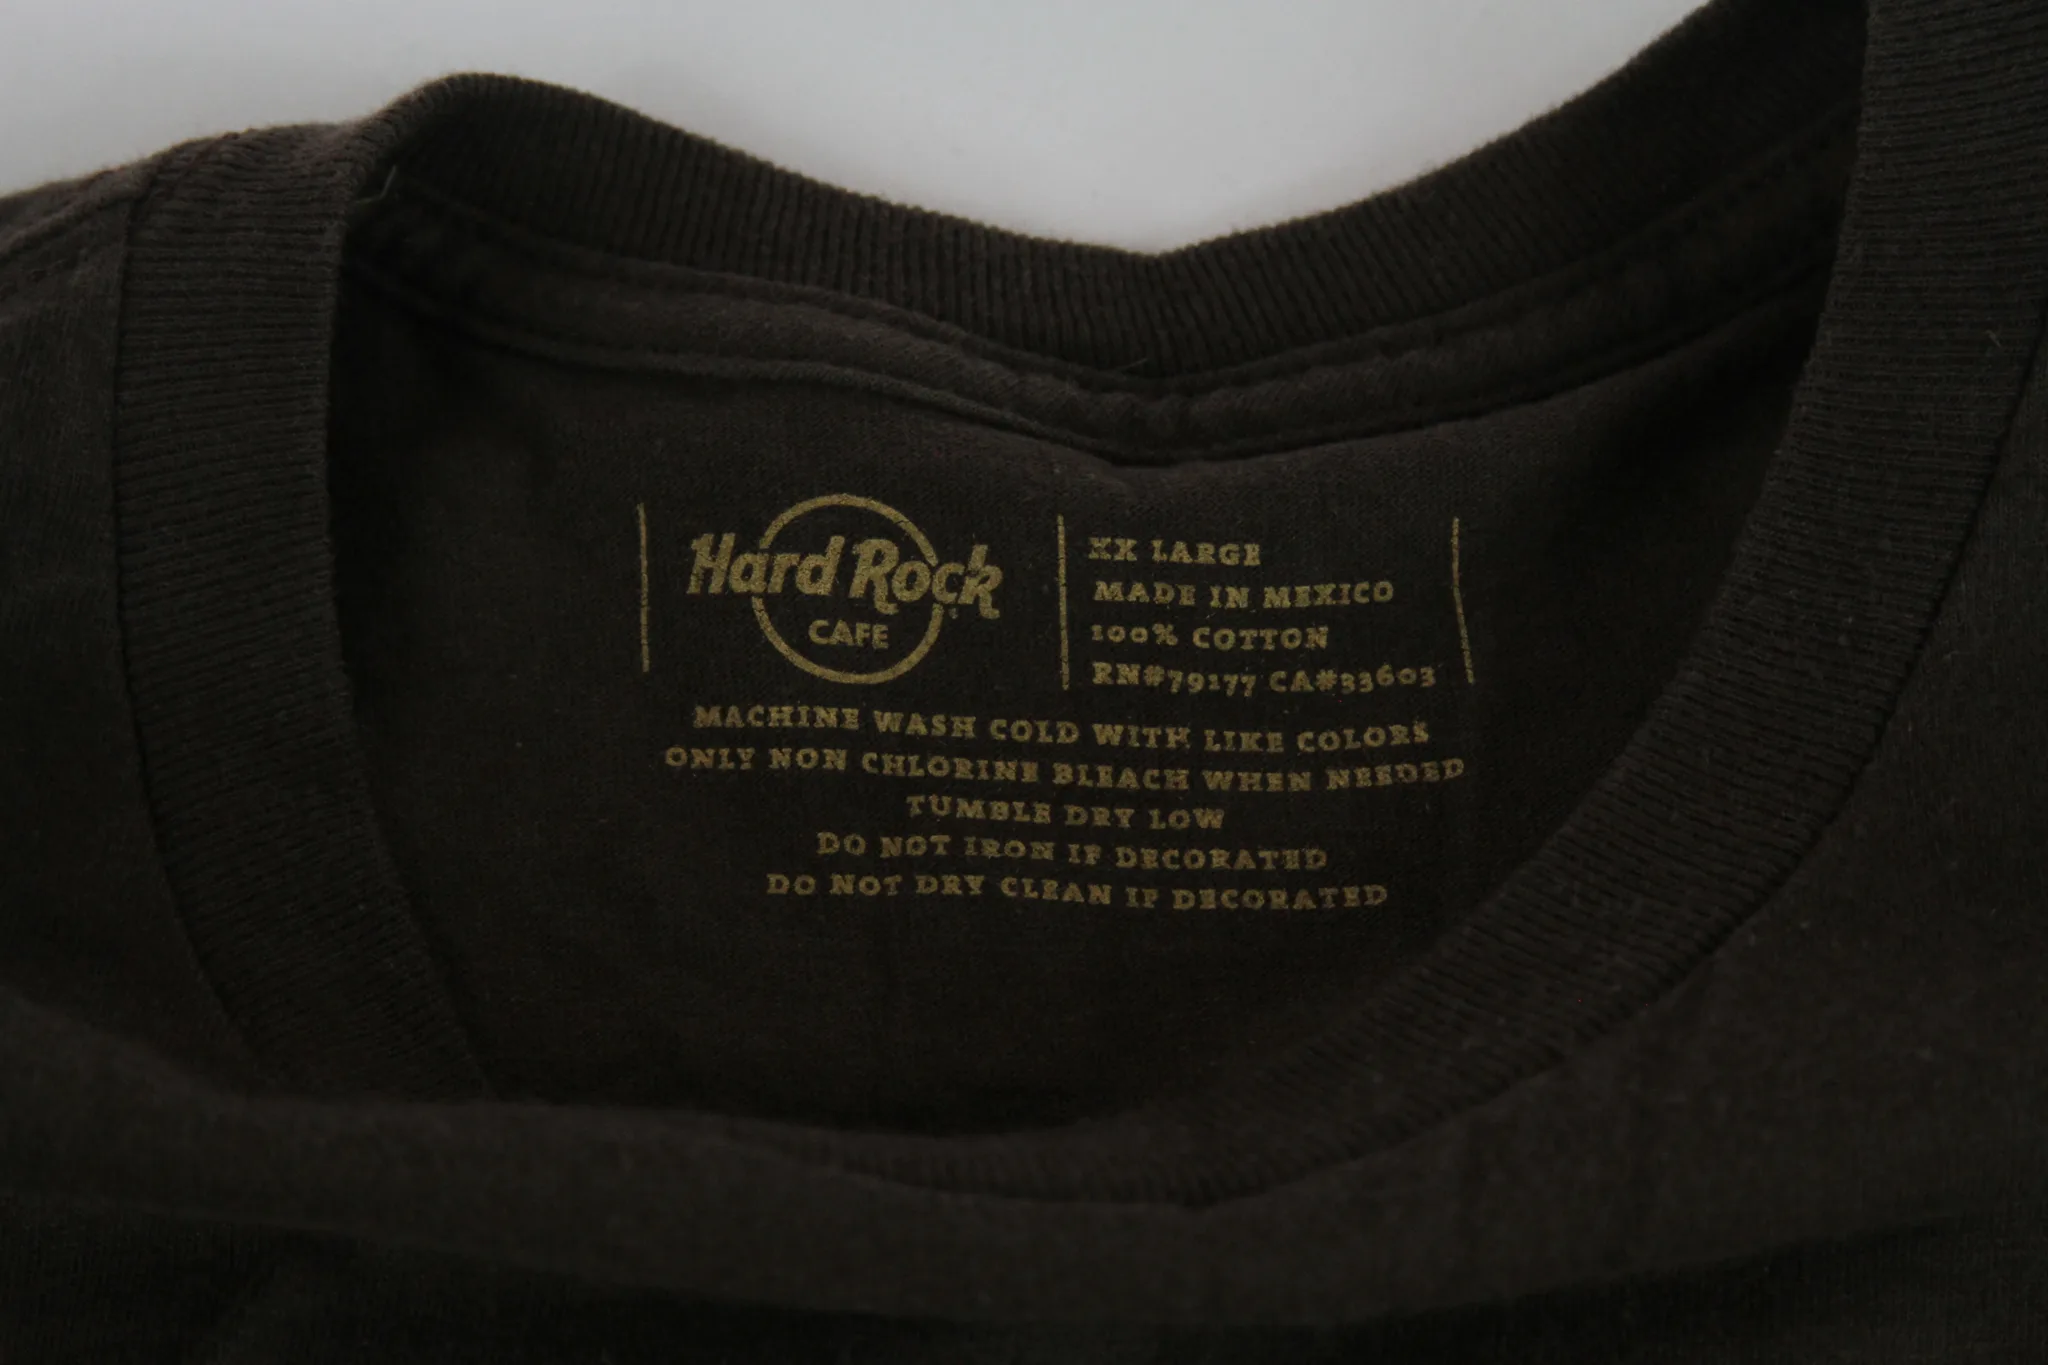 Hard Rock
CAFE
XX LARGE
MADE IN MEXICO
100% COTTON
RN#79177 CA#33603
MACHINE WASH COLD WITH LIKE COLORS
ONLY NON CHLORINE BLEACH WHEN NEEDED
TUMBLE DRY LOW
DO NOT IRON IF DECORATED
DO NOT DRY CLEAN IF DECORATED